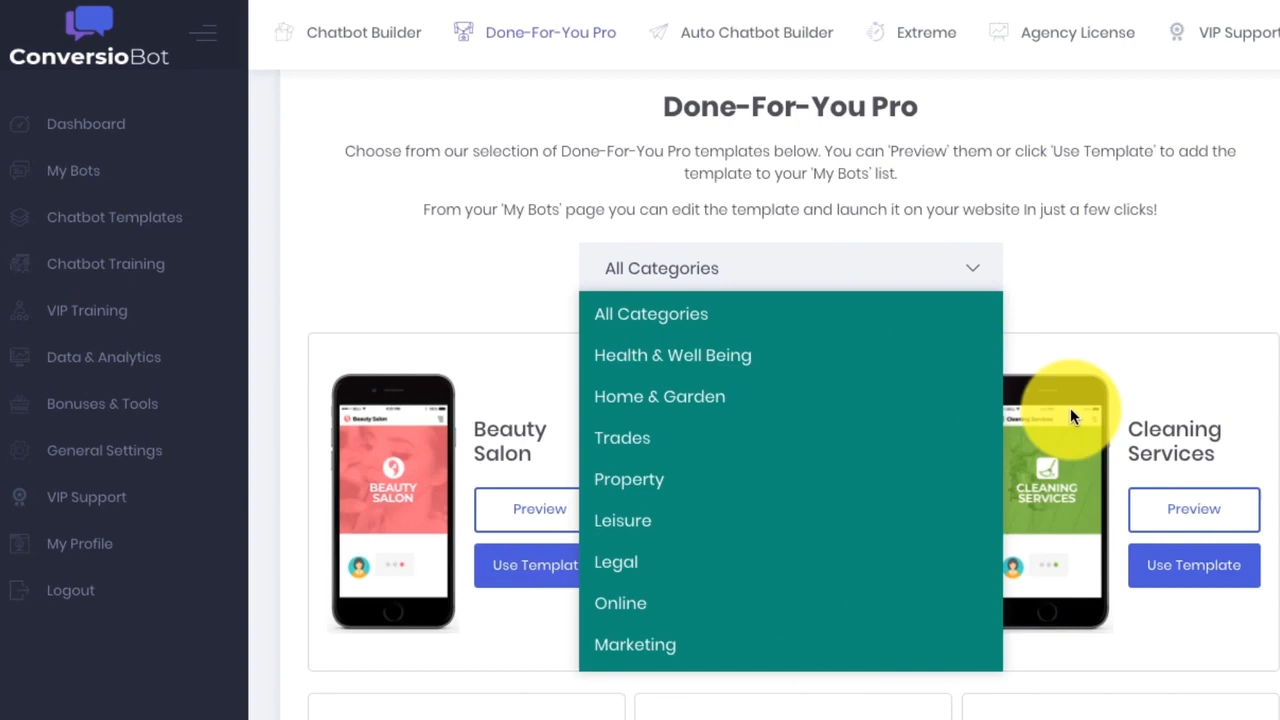 ConversioBot
Dashboard
My Bots
Chatbot Templates
Chatbot Training
VIP Training
Data & Analytics
Bonuses & Tools
General Settings
VIP Support
My Profile
Logout
Chatbot Builder
Done-For-You Pro
Auto Chatbot Builder
Extreme
Agency License
VIP Support
Done-For-You Pro
Choose from our selection of Done-For-You Pro templates below. You can 'Preview' them or click 'Use Template' to add the
template to your 'My Bots' list.
From your 'My Bots' page you can edit the template and launch it on your website In just a few clicks!
All Categories
All Categories
Health & Well Being
Home & Garden
Trades
Property
Leisure
Legal
Online
Marketing
Beauty Salon
BEAUTY
SALON
Beauty
Salon
Preview
Use Templat
CLEANING
SERVICES
Cleaning
Services
Preview
Use Template